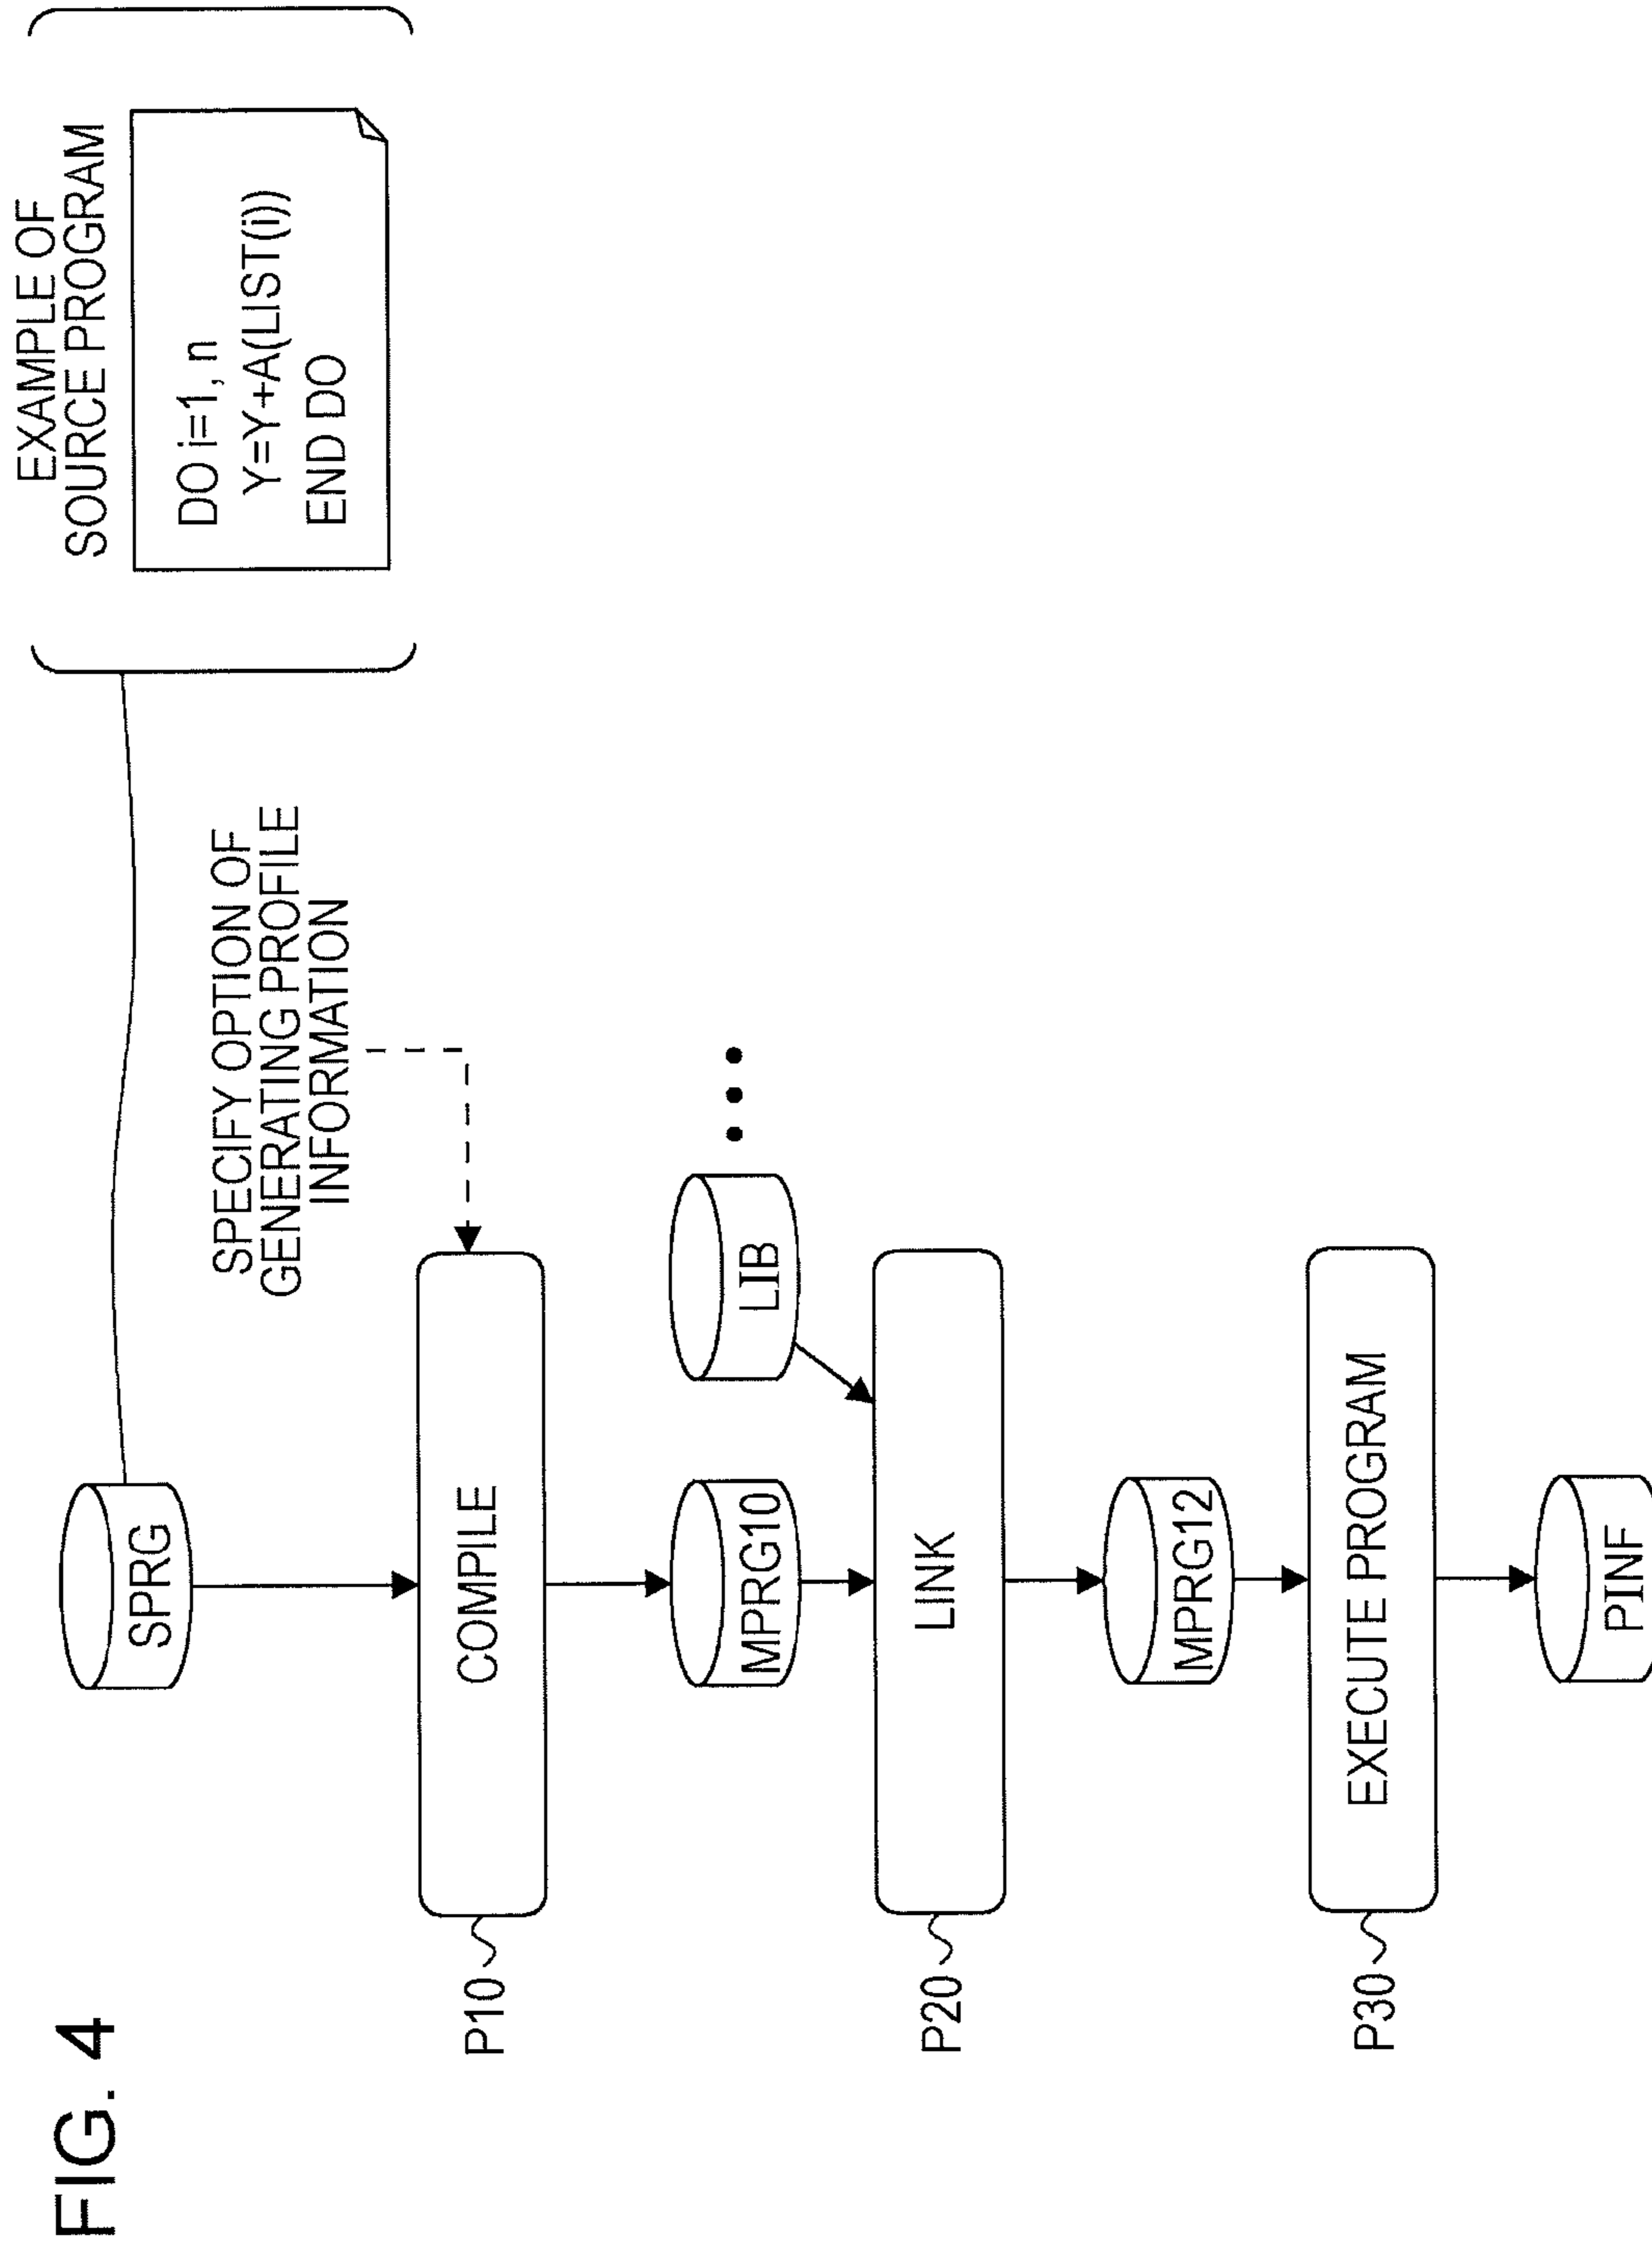 FIG. 4
EXAMPLE OF
SOURCE PROGRAM
DO i=1, n
Y=Y+A(LIST(i))
END DO
SPRG
SPECIFY OPTION OF
GENERATING PROFILE
INFORMATION
P10
COMPILE
MPRG10
LIB
• • •
P20
LINK
MPRG12
P30
EXECUTE PROGRAM
PINF